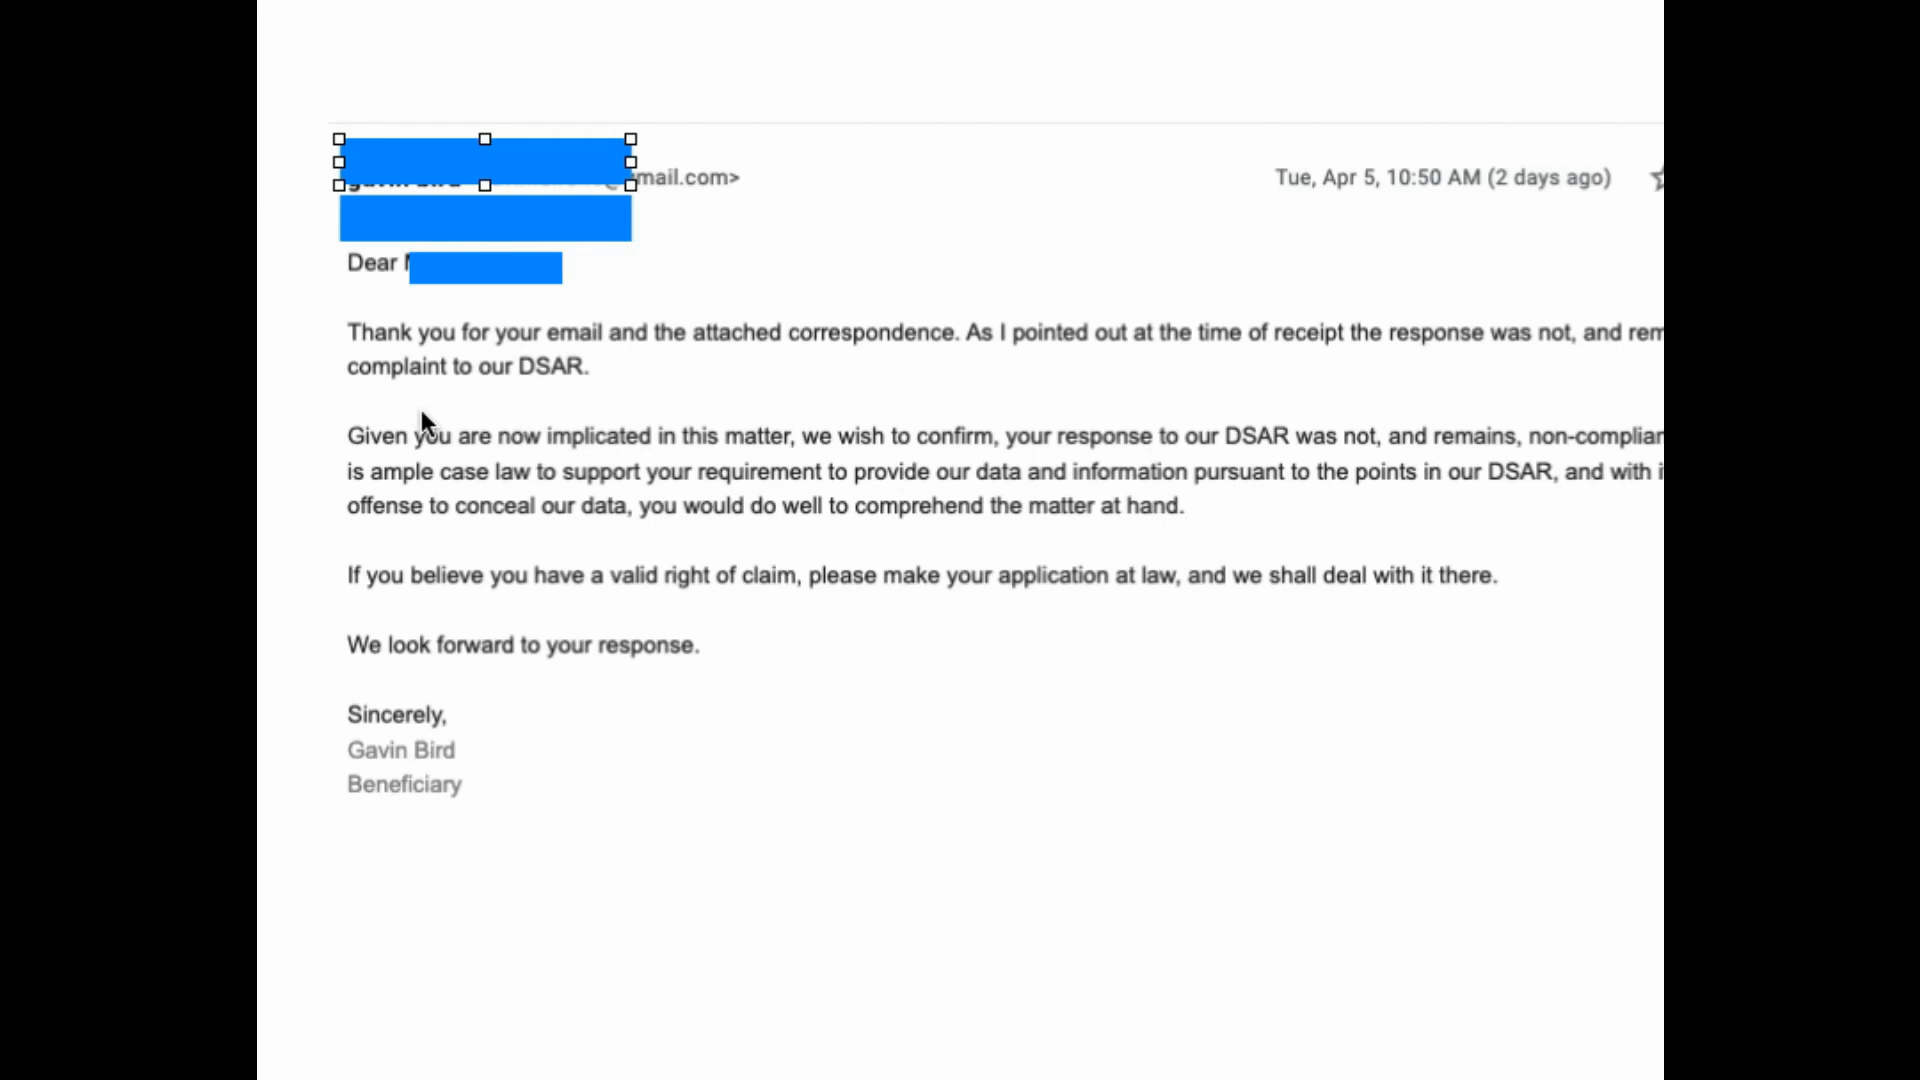 mail.com>
Tue, Apr 5, 10:50 AM (2 days ago)
Dear
Thank you for your email and the attached correspondence. As I pointed out at the time of receipt the response was not, and rem
complaint to our DSAR.
Given you are now implicated in this matter, we wish to confirm, your response to our DSAR was not, and remains, non-complian
is ample case law to support your requirement to provide our data and information pursuant to the points in our DSAR, and with i
offense to conceal our data, you would do well to comprehend the matter at hand.
If you believe you have a valid right of claim, please make your application at law, and we shall deal with it there.
We look forward to your response.
Sincerely,
Gavin Bird
Beneficiary